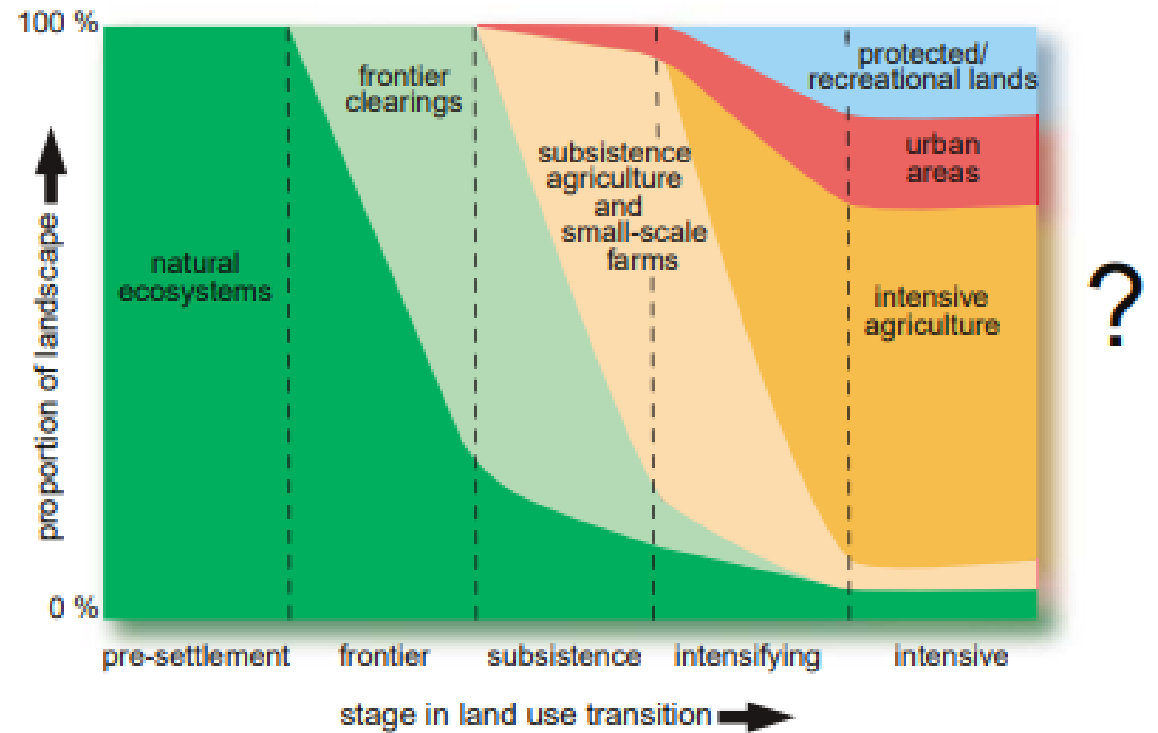 100 %
protected/
recreational lands
frontier
clearings
urban
areas
subsistence
agriculture
and
small-scale
farms
natural
ecosystems
intensive
agriculture
?
proportion of landscape
0 %
pre-settlement frontier subsistence intensifying intensive
stage in land use transition